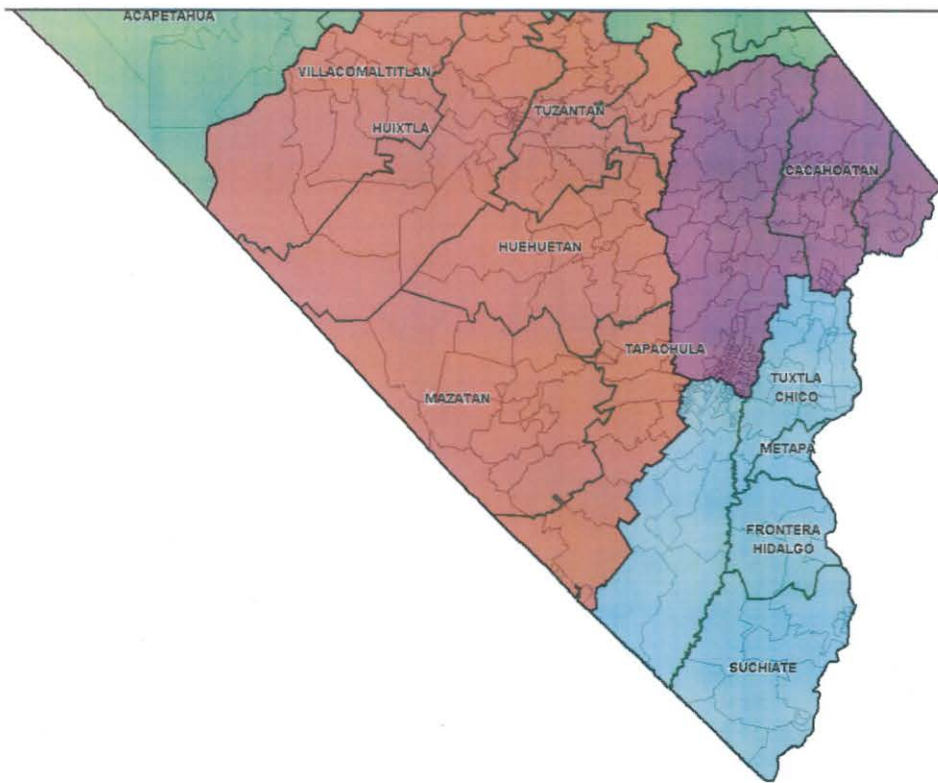 ACAPETAHUA
VILLACOMALTITLAN
HUIXTLA
TUZANTAN
CACAHOATAN
HUEHUETAN
TAPACHULA
TUXTLA
CHICO
MAZATAN
METAPA
FRONTERA
HIDALGO
SUCHIATE